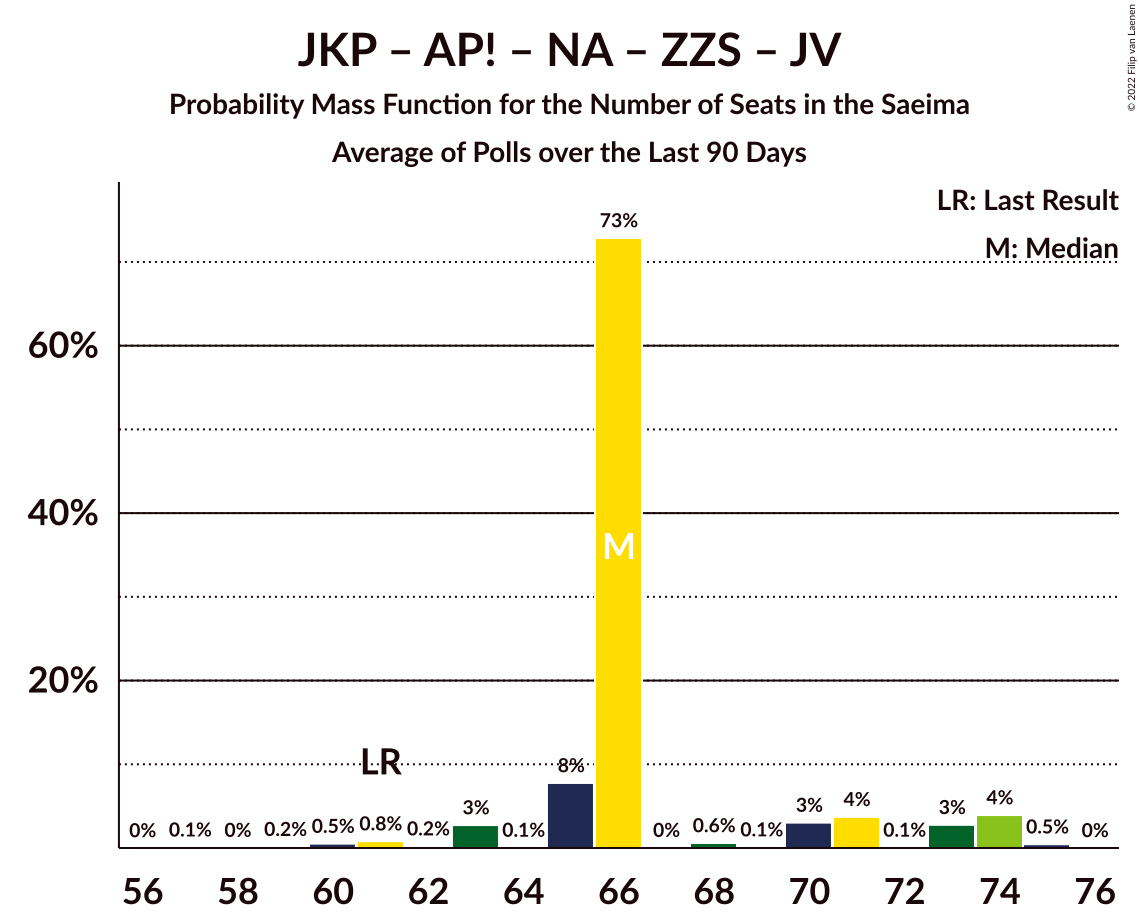 JKP – AP! – NA – ZZS – JV
Probability Mass Function for the Number of Seats in the Saeima
Average of Polls over the Last 90 Days
© 2022 Filip van Laenen
LR: Last Result
M: Median
73%
60%
40%
M
20%
LR
8%
0% 0.1% 0% 0.2% 0.5% 0.8% 0.2% 3% 0.1% 0% 0.6% 0.1% 3% 4% 0.1% 3% 4% 0.5% 0%
56 58 60 62 64 66 68 70 72 74 76